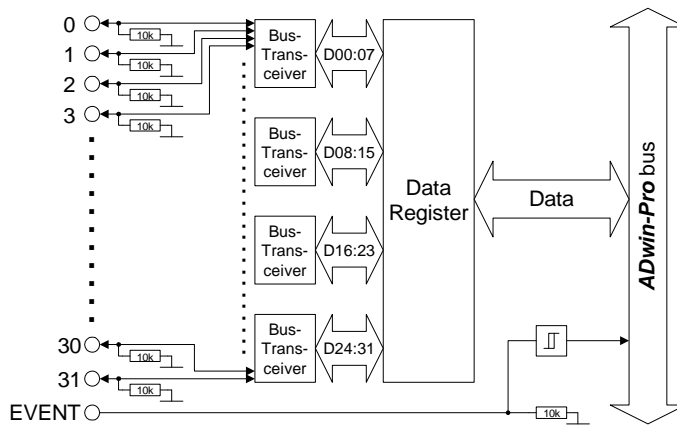 0
10k
1
10k
2
10k
3
10k
30
10k
31
10k
EVENT
Bus-
Trans-
ceiver
D00:07
Bus-
Trans-
ceiver
D08:15
Bus-
Trans-
ceiver
D16:23
Bus-
Trans-
ceiver
D24:31
Data
Register
Data
10k
ADwin-Pro bus